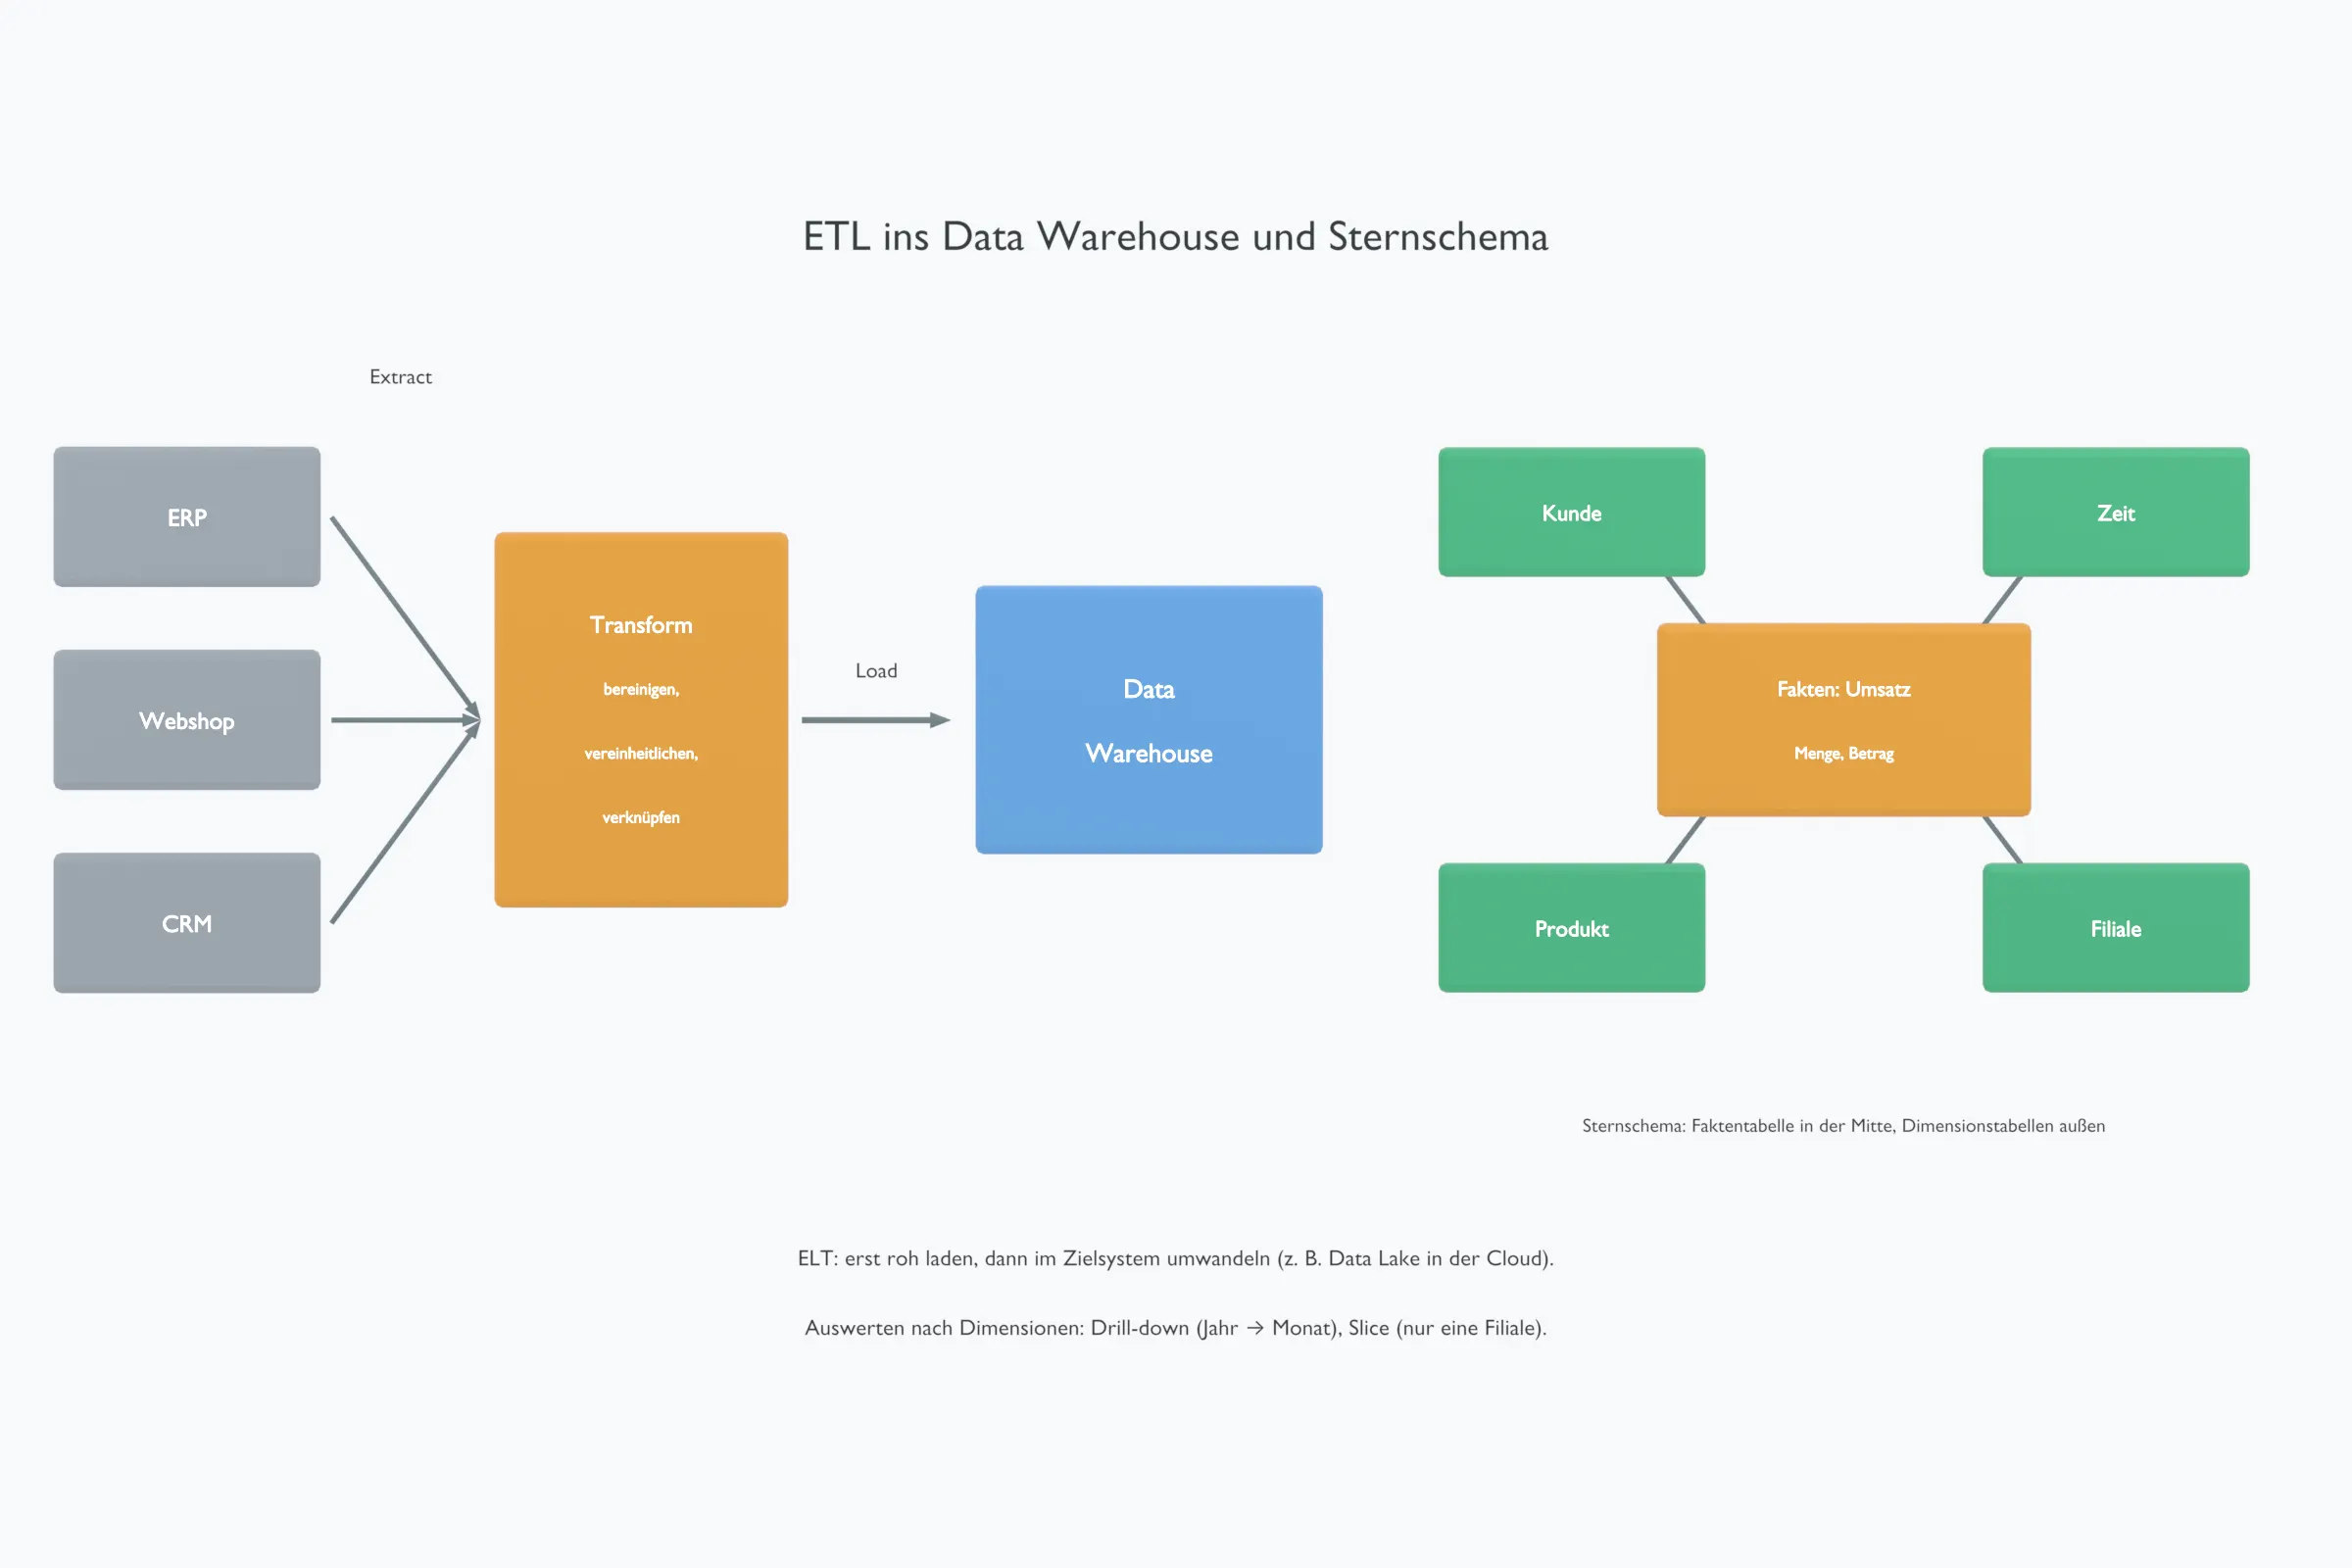 ETL ins Data Warehouse und Sternschema
Extract
ERP
Webshop
CRM
Transform
bereinigen,
vereinheitlichen,
verknüpfen
Load
Data
Warehouse
Kunde
Zeit
Fakten: Umsatz
Menge, Betrag
Produkt
Filiale
Sternschema: Faktentabelle in der Mitte, Dimensionstabellen außen
ELT: erst roh laden, dann im Zielsystem umwandeln (z. B. Data Lake in der Cloud).
Auswerten nach Dimensionen: Drill-down (Jahr → Monat), Slice (nur eine Filiale).